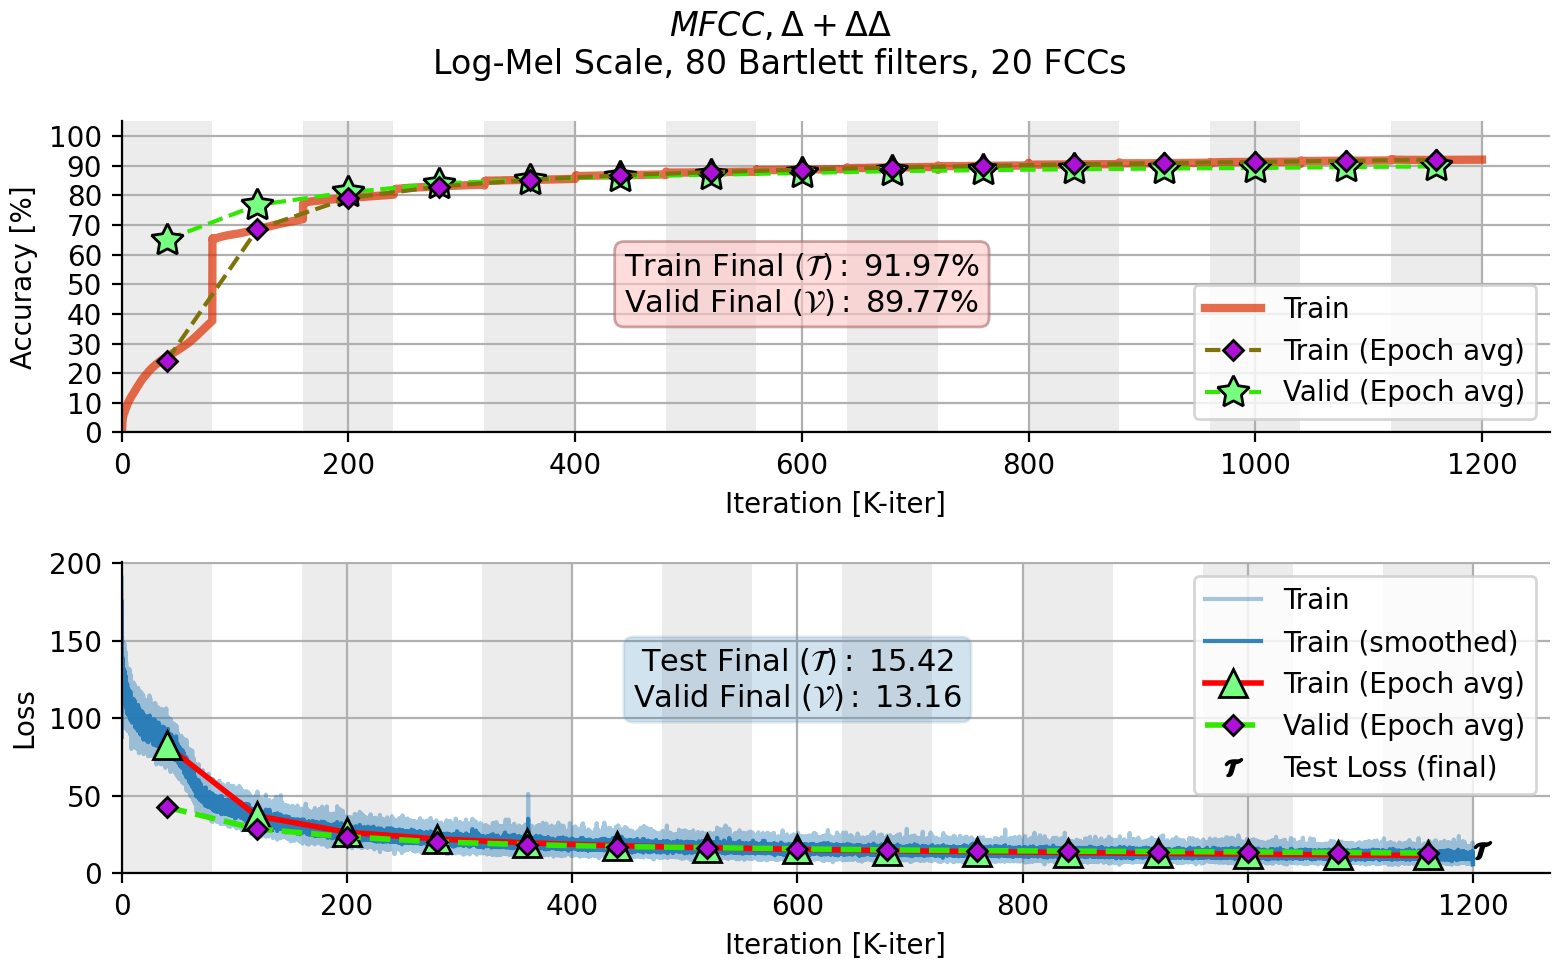 MFCC, Δ + ΔΔ
Log-Mel Scale, 80 Bartlett filters, 20 FCCs
Accuracy [%]
100
90
80
70
60
50
40
30
20
10
0
Train Final (𝒯): 91.97%
Valid Final (𝒱): 89.77%
Train
Train (Epoch avg)
Valid (Epoch avg)
0 200 400 600 800 1000 1200
Iteration [K-iter]
Loss
200
150
100
50
0
Test Final (𝒯): 15.42
Valid Final (𝒱): 13.16
Train
Train (smoothed)
Train (Epoch avg)
Valid (Epoch avg)
𝒯 Test Loss (final)
𝒯
0 200 400 600 800 1000 1200
Iteration [K-iter]